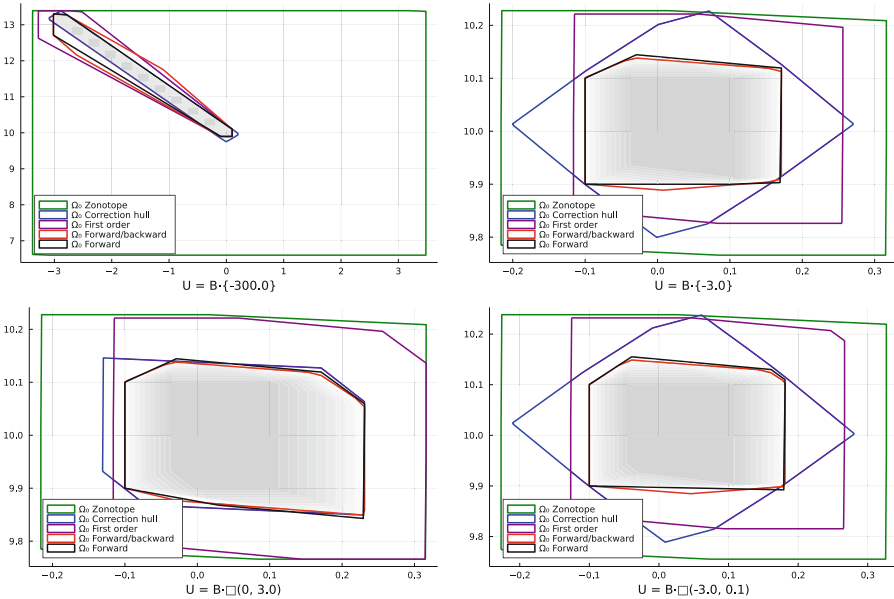 13
12
11
10
9
8
7
Ω₀ Zonotope
Ω₀ Correction hull
Ω₀ First order
Ω₀ Forward/backward
Ω₀ Forward
−3 −2 −1 0 1 2 3
U = B·{-300.0}
10.2
10.1
10.0
9.9
9.8
Ω₀ Zonotope
Ω₀ Correction hull
Ω₀ First order
Ω₀ Forward/backward
Ω₀ Forward
−0.2 −0.1 0.0 0.1 0.2 0.3
U = B·{-3.0}
10.2
10.1
10.0
9.9
9.8
Ω₀ Zonotope
Ω₀ Correction hull
Ω₀ First order
Ω₀ Forward/backward
Ω₀ Forward
−0.2 −0.1 0.0 0.1 0.2 0.3
U = B·□(0, 3.0)
10.2
10.1
10.0
9.9
9.8
Ω₀ Zonotope
Ω₀ Correction hull
Ω₀ First order
Ω₀ Forward/backward
Ω₀ Forward
−0.2 −0.1 0.0 0.1 0.2 0.3
U = B·□(-3.0, 0.1)